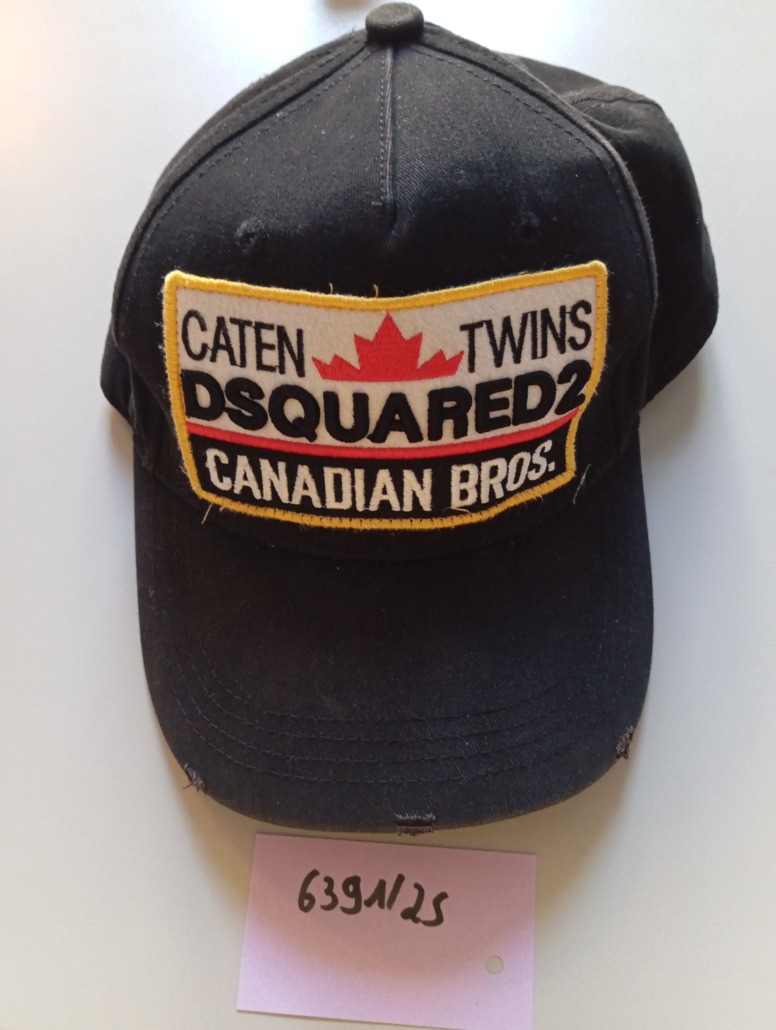 CATEN TWINS
DSQUARED2
CANADIAN BROS.
6391/25